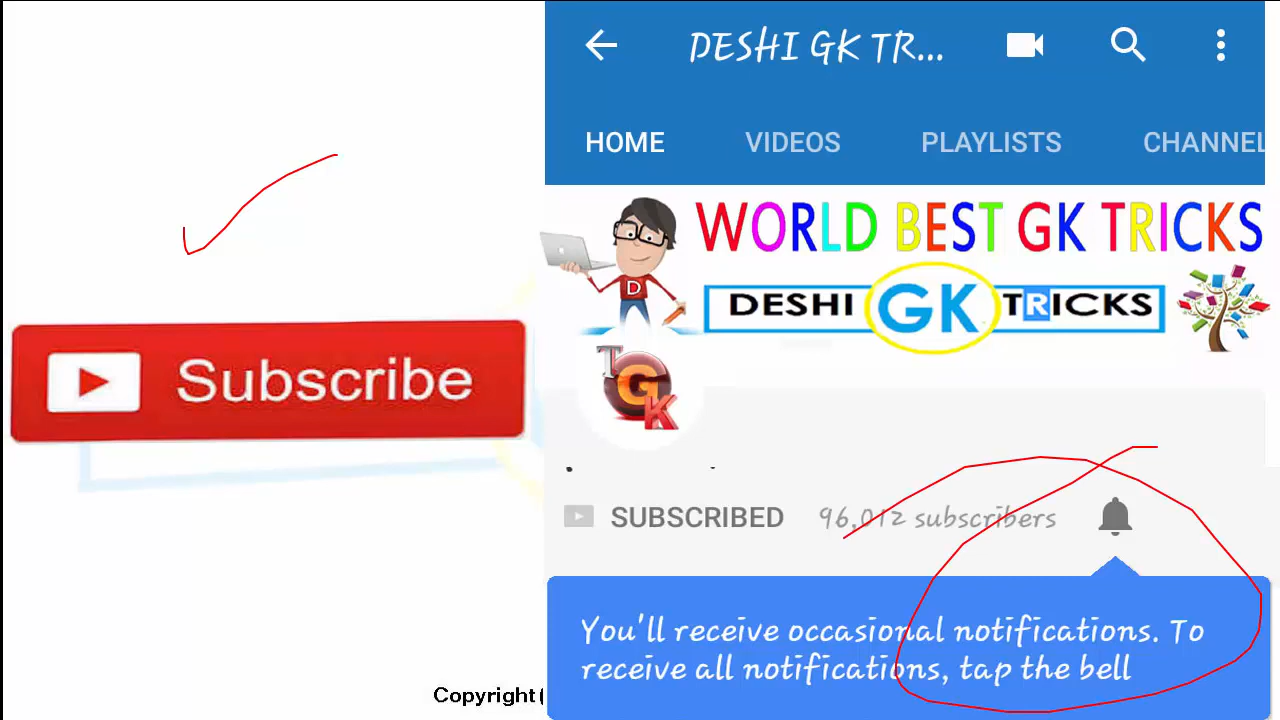 DESHI GK TR...
HOME VIDEOS PLAYLISTS CHANNEL
WORLD BEST GK TRICKS
D
DESHI GK TRICKS
TGK
Subscribe
SUBSCRIBED 96,012 subscribers
You'll receive occasional notifications. To
receive all notifications, tap the bell
Copyright (